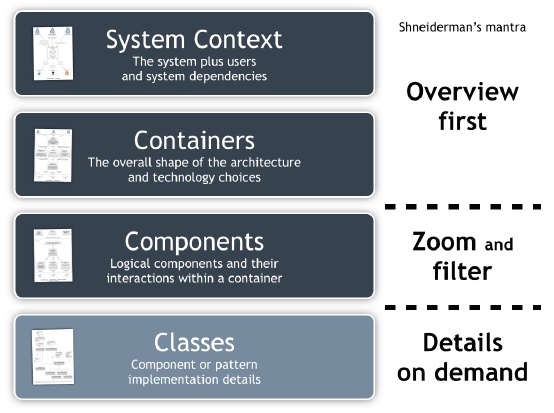 System Context
The system plus users
and system dependencies
Containers
The overall shape of the architecture
and technology choices
Components
Logical components and their
interactions within a container
Classes
Component or pattern
implementation details
Shneiderman's mantra
Overview
first
Zoom and
filter
Details
on demand